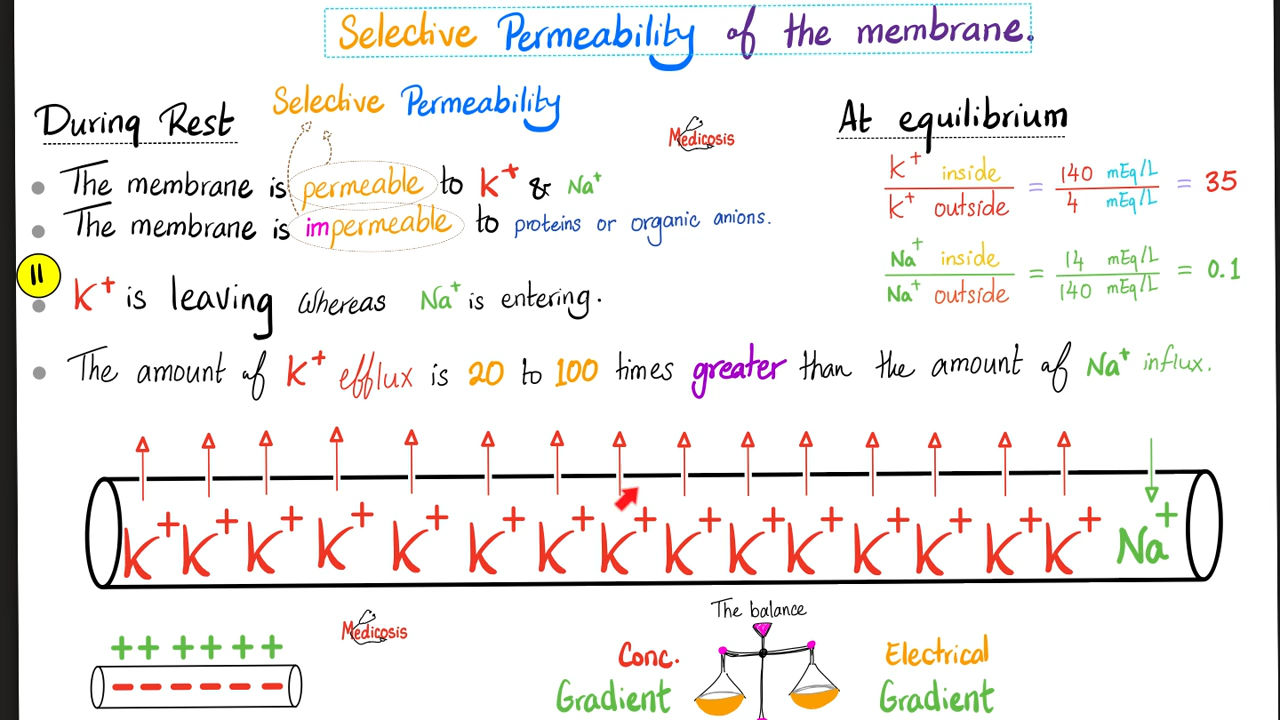 Selective Permeability of the membrane.
During Rest
Selective Permeability
Medicosis
The membrane is permeable to K⁺ & Na⁺
The membrane is impermeable to proteins or organic anions.
11
K⁺ is leaving whereas Na⁺ is entering.
The amount of K⁺ efflux is 20 to 100 times greater than the amount of Na⁺ influx.
At equilibrium
K⁺ inside / K⁺ outside = 140 mEq/L / 4 mEq/L = 35
Na⁺ inside / Na⁺ outside = 14 mEq/L / 140 mEq/L = 0.1
K⁺ K⁺ K⁺ K⁺ K⁺ K⁺ K⁺ K⁺ K⁺ K⁺ K⁺ K⁺ K⁺ K⁺ K⁺ Na⁺
++ ++++
− − − − − −
Medicosis
The balance
Conc.
Gradient
Electrical
Gradient